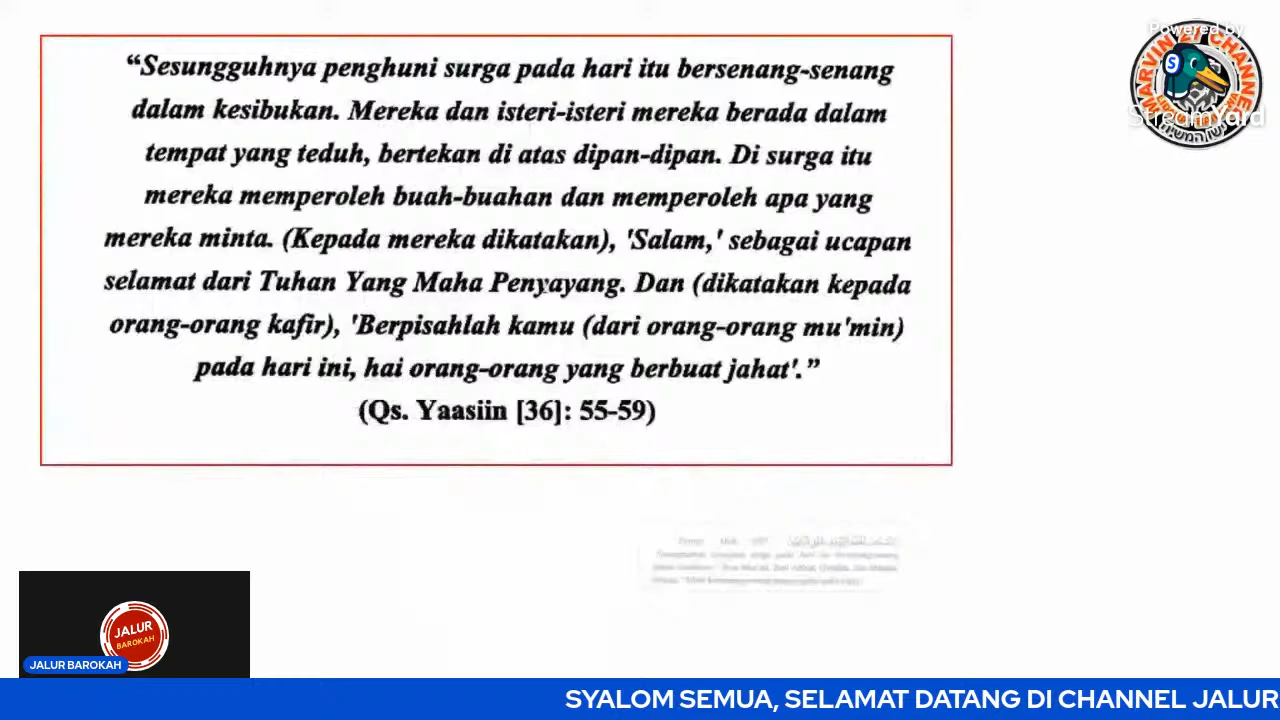 Powered by
StreamYard
MARVIN ZT CHANNEL
“Sesungguhnya penghuni surga pada hari itu bersenang-senang
dalam kesibukan. Mereka dan isteri-isteri mereka berada dalam
tempat yang teduh, bertekan di atas dipan-dipan. Di surga itu
mereka memperoleh buah-buahan dan memperoleh apa yang
mereka minta. (Kepada mereka dikatakan), 'Salam,' sebagai ucapan
selamat dari Tuhan Yang Maha Penyayang. Dan (dikatakan kepada
orang-orang kafir), 'Berpisahlah kamu (dari orang-orang mu'min)
pada hari ini, hai orang-orang yang berbuat jahat'.”
(Qs. Yaasiin [36]: 55-59)
JALUR
BAROKAH
JALUR BAROKAH
SYALOM SEMUA, SELAMAT DATANG DI CHANNEL JALUR